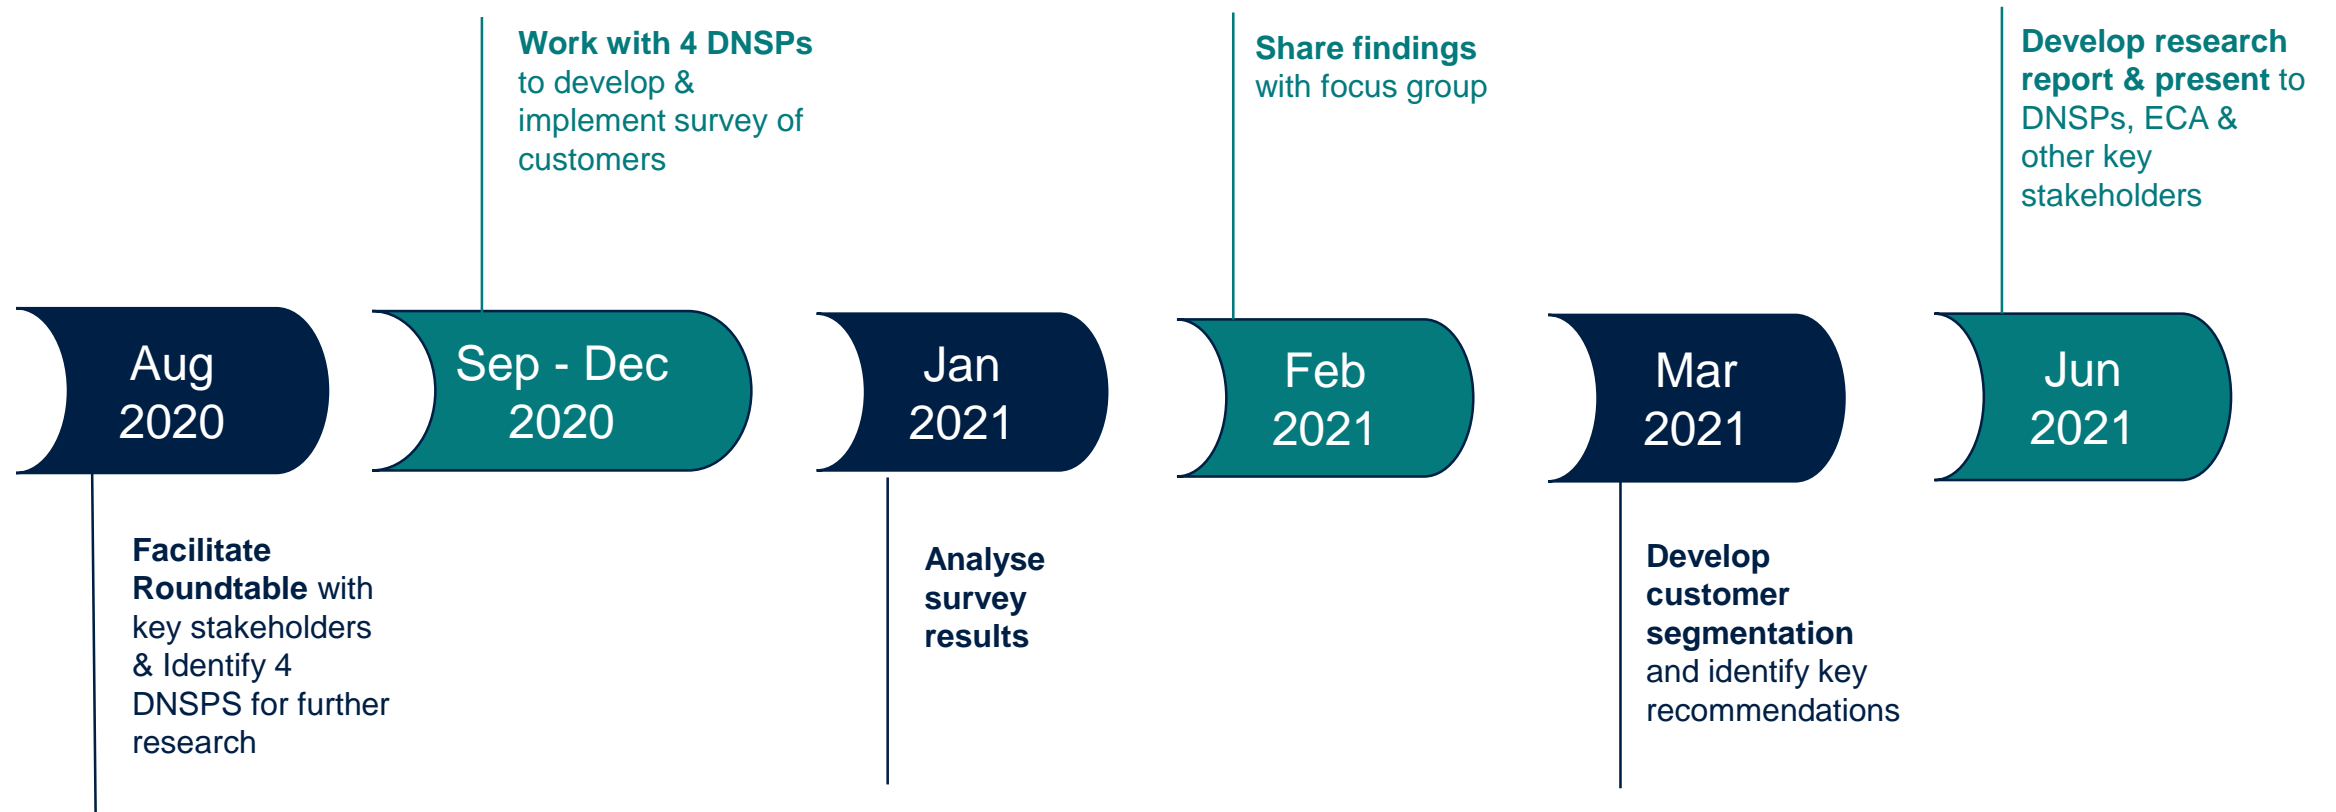 Work with 4 DNSPs
to develop &
implement survey of
customers
Share findings
with focus group
Develop research
report & present to
DNSPs, ECA &
other key
stakeholders
Aug
2020
Sep - Dec
2020
Jan
2021
Feb
2021
Mar
2021
Jun
2021
Facilitate
Roundtable with
key stakeholders
& Identify 4
DNSPS for further
research
Analyse
survey
results
Develop
customer
segmentation
and identify key
recommendations